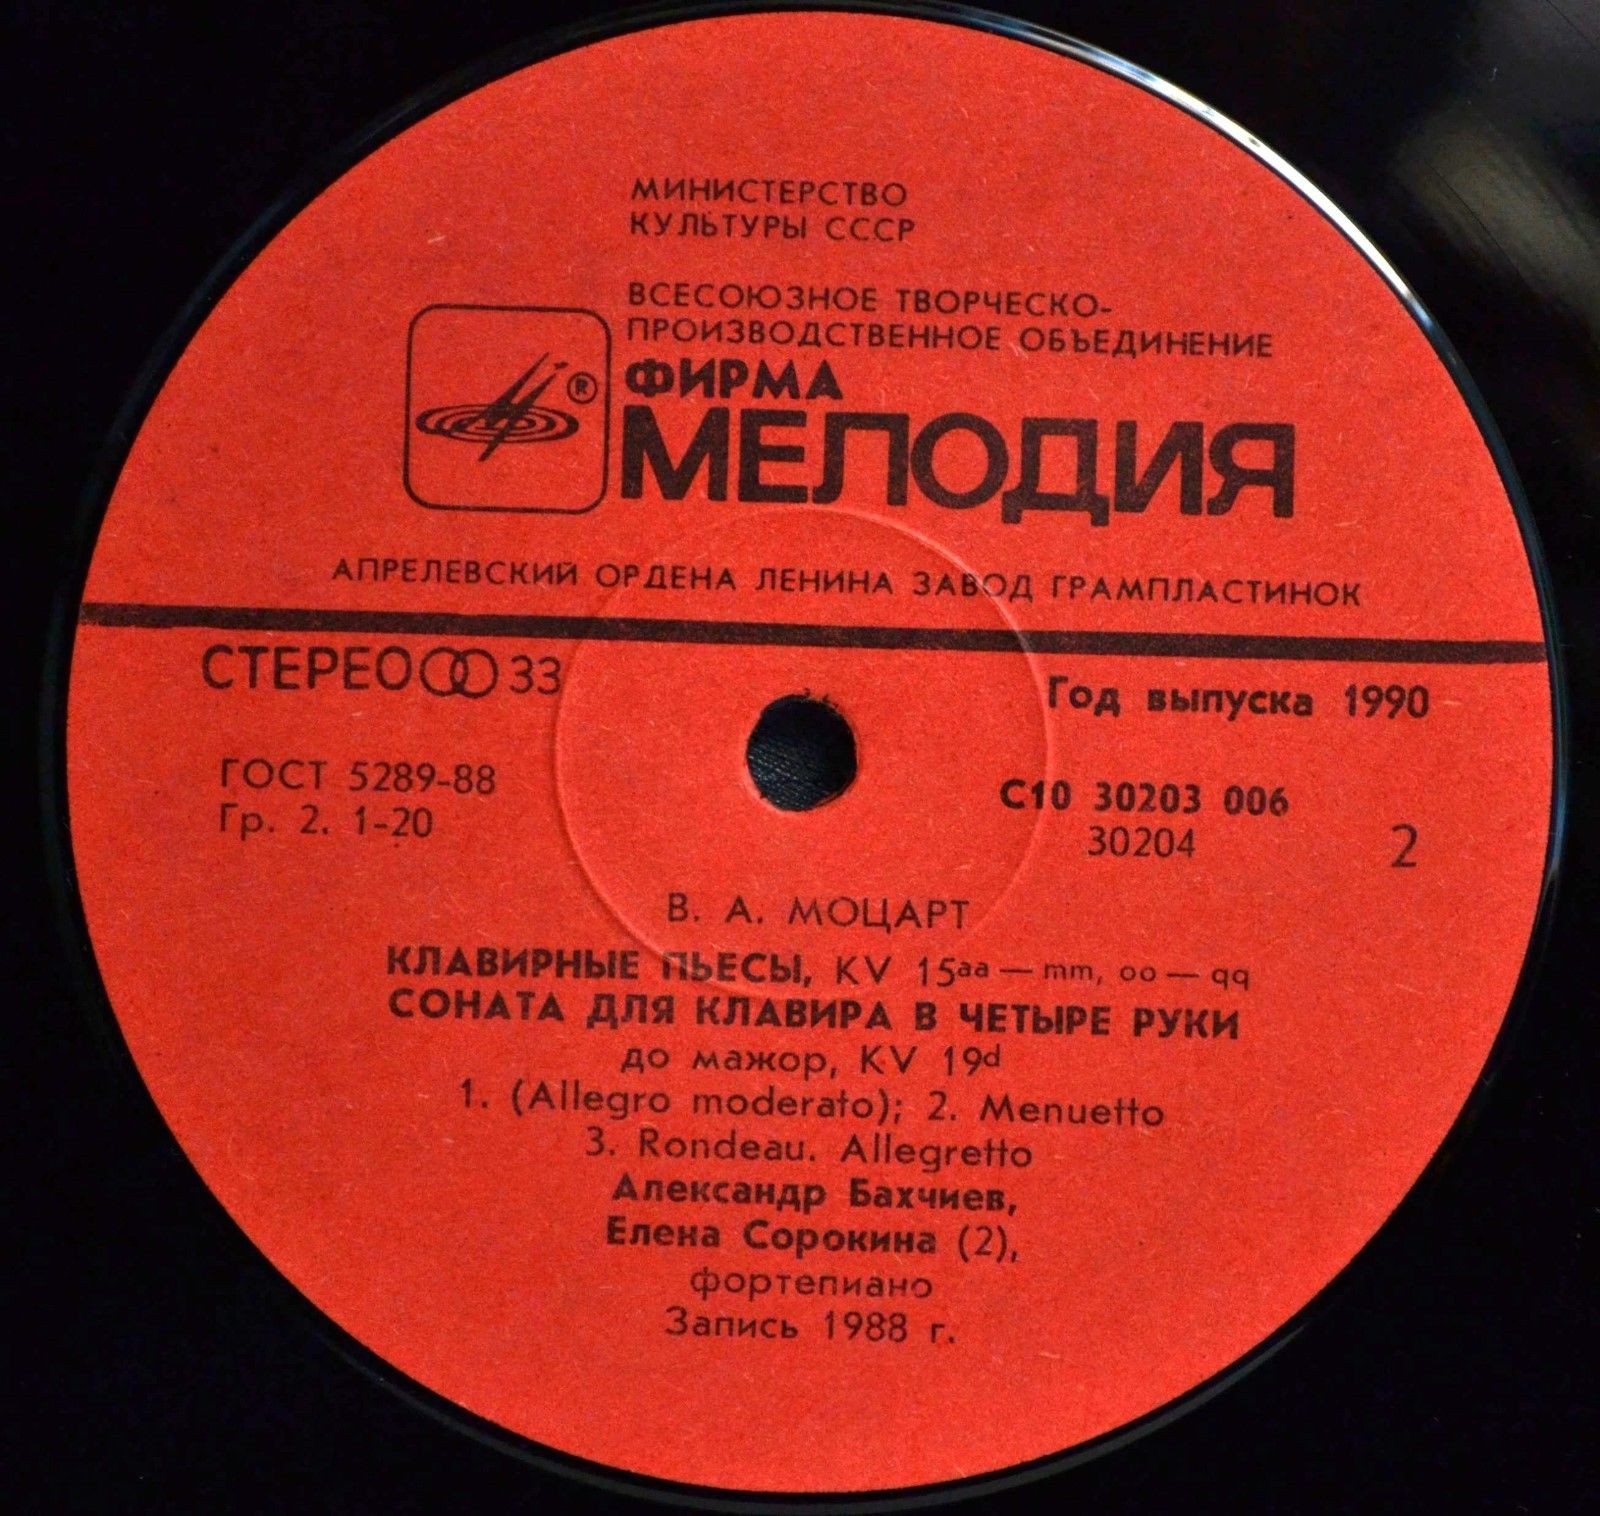 МИНИСТЕРСТВО
КУЛЬТУРЫ СССР
ВСЕСОЮЗНОЕ ТВОРЧЕСКО-
ПРОИЗВОДСТВЕННОЕ ОБЪЕДИНЕНИЕ
®
ФИРМА
МЕЛОДИЯ
АПРЕЛЕВСКИЙ ОРДЕНА ЛЕНИНА ЗАВОД ГРАМПЛАСТИНОК
СТЕРЕО 33
Год выпуска 1990
ГОСТ 5289-88
Гр. 2. 1-20
С10 30203 006
30204
2
В. А. МОЦАРТ
КЛАВИРНЫЕ ПЬЕСЫ, KV 15aa — mm, oo — qq
СОНАТА ДЛЯ КЛАВИРА В ЧЕТЫРЕ РУКИ
до мажор, KV 19d
1. (Allegro moderato); 2. Menuetto
3. Rondeau. Allegretto
Александр Бахчиев,
Елена Сорокина (2),
фортепиано
Запись 1988 г.